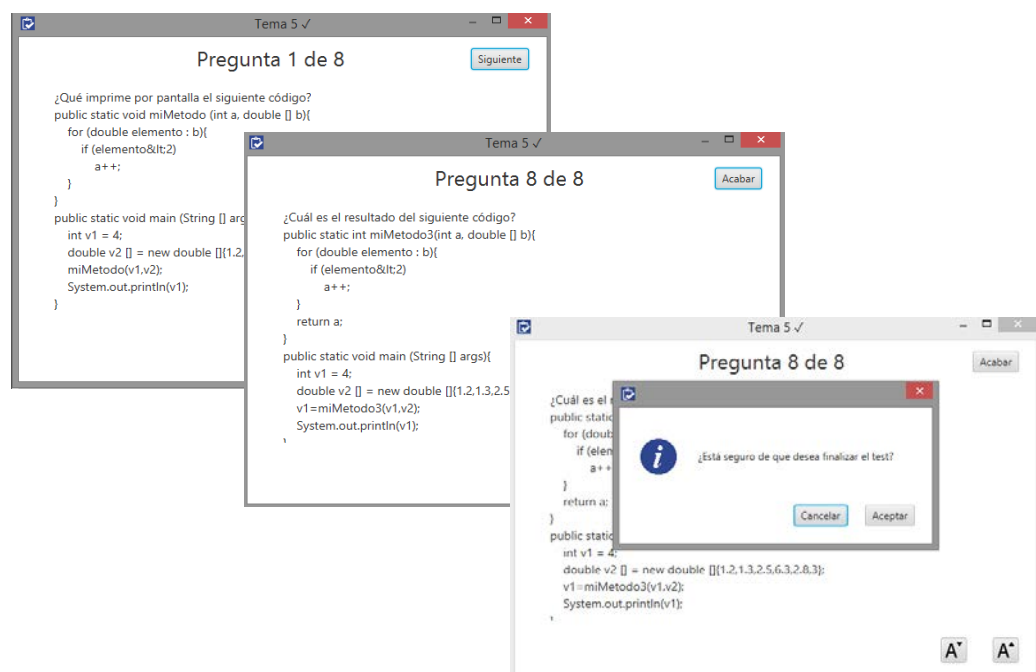 Tema 5 ✓
Pregunta 1 de 8
Siguiente
¿Qué imprime por pantalla el siguiente código?
public static void miMetodo (int a, double [] b){
for (double elemento : b){
if (elemento&lt;2)
a++;
}
}
public static void main (String [] arg
int v1 = 4;
double v2 [] = new double []{1.2,
miMetodo(v1,v2);
System.out.println(v1);
}
Tema 5 ✓
Pregunta 8 de 8
Acabar
¿Cuál es el resultado del siguiente código?
public static int miMetodo3(int a, double [] b){
for (double elemento : b){
if (elemento&lt;2)
a++;
}
return a;
}
public static void main (String [] args){
int v1 = 4;
double v2 [] = new double []{1.2,1.3,2.5
v1=miMetodo3(v1,v2);
System.out.println(v1);
Tema 5 ✓
Pregunta 8 de 8
Acabar
¿Cuál es el
public static
for (doub
if (elen
a++
}
return a;
}
public static
int v1 = 4;
double v2 [] = new double []{1.2,1.3,2.5,6.3,2.8,3};
v1=miMetodo3(v1,v2);
System.out.println(v1);
¿Está seguro de que desea finalizar el test?
Cancelar Aceptar
A▾ A▴